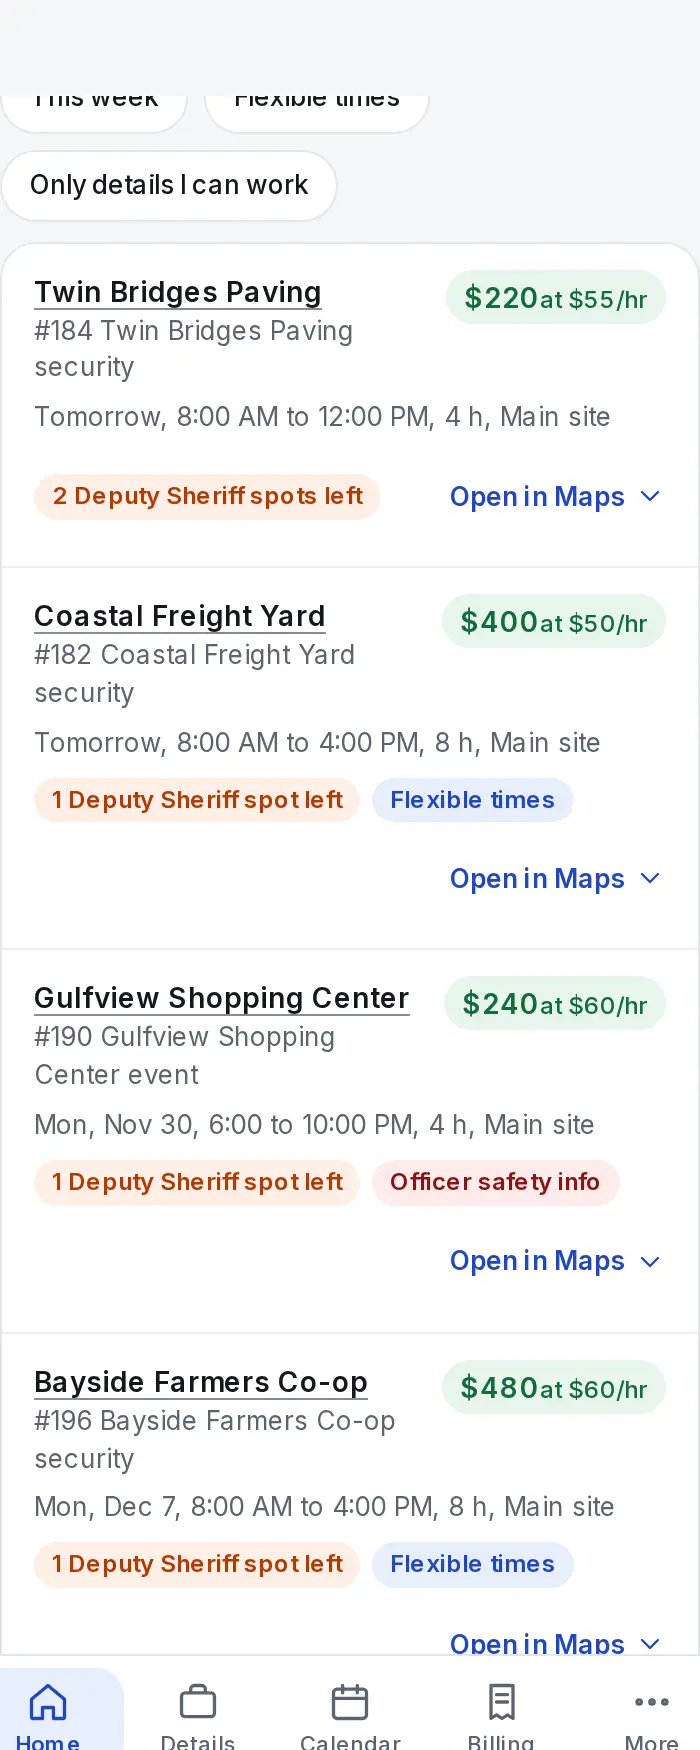 This week Flexible times
Only details I can work
Twin Bridges Paving $220 at $55/hr
#184 Twin Bridges Paving
security
Tomorrow, 8:00 AM to 12:00 PM, 4 h, Main site
2 Deputy Sheriff spots left Open in Maps
Coastal Freight Yard $400 at $50/hr
#182 Coastal Freight Yard
security
Tomorrow, 8:00 AM to 4:00 PM, 8 h, Main site
1 Deputy Sheriff spot left Flexible times
Open in Maps
Gulfview Shopping Center $240 at $60/hr
#190 Gulfview Shopping
Center event
Mon, Nov 30, 6:00 to 10:00 PM, 4 h, Main site
1 Deputy Sheriff spot left Officer safety info
Open in Maps
Bayside Farmers Co-op $480 at $60/hr
#196 Bayside Farmers Co-op
security
Mon, Dec 7, 8:00 AM to 4:00 PM, 8 h, Main site
1 Deputy Sheriff spot left Flexible times
Open in Maps
Home Details Calendar Billing More